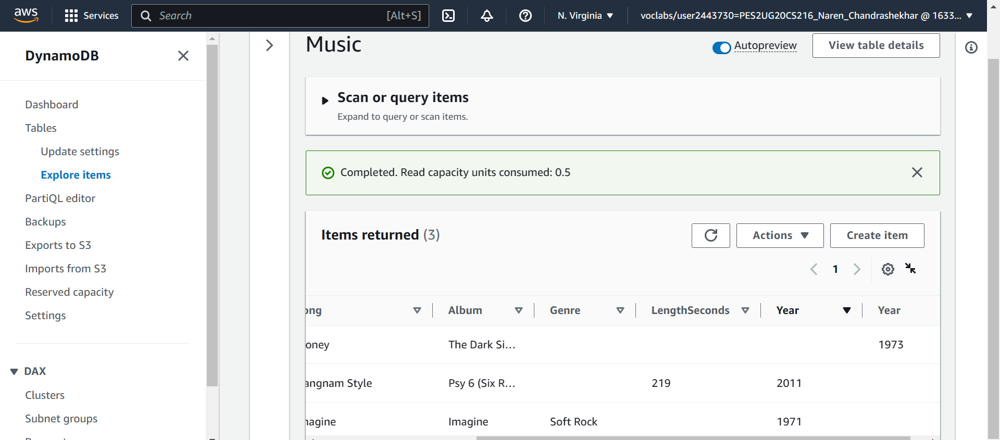 aws Services Search [Alt+S] N. Virginia voclabs/user2443730=PES2UG20CS216_Naren_Chandrashekhar @ 1633...
DynamoDB
Dashboard
Tables
Update settings
Explore items
PartiQL editor
Backups
Exports to S3
Imports from S3
Reserved capacity
Settings
DAX
Clusters
Subnet groups
Music
Autopreview View table details
Scan or query items
Expand to query or scan items.
Completed. Read capacity units consumed: 0.5
Items returned (3) Actions Create item
1
ong Album Genre LengthSeconds Year Year
oney The Dark Si... 1973
angnam Style Psy 6 (Six R... 219 2011
nagine Imagine Soft Rock 1971